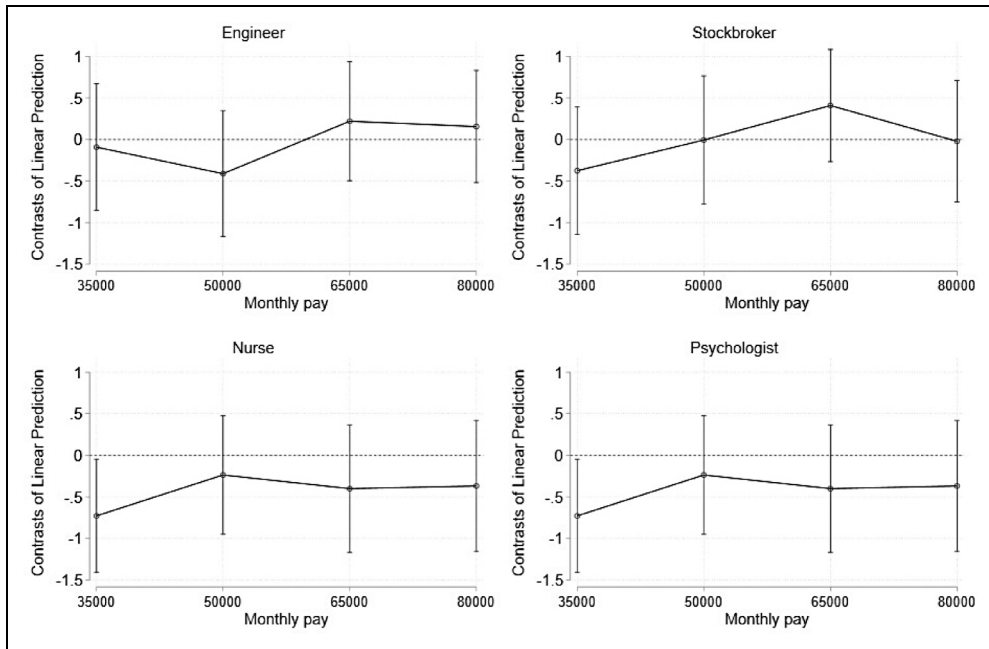 Engineer
Contrasts of Linear Prediction
1
.5
0
-.5
-1
-1.5
35000 50000 65000 80000
Monthly pay
Stockbroker
Contrasts of Linear Prediction
1
.5
0
-.5
-1
-1.5
35000 50000 65000 80000
Monthly pay
Nurse
Contrasts of Linear Prediction
1
.5
0
-.5
-1
-1.5
35000 50000 65000 80000
Monthly pay
Psychologist
Contrasts of Linear Prediction
1
.5
0
-.5
-1
-1.5
35000 50000 65000 80000
Monthly pay